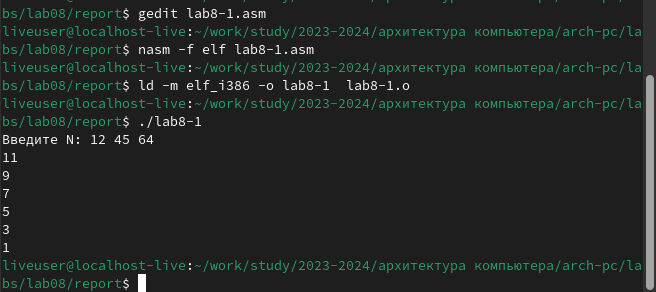 bs/lab08/report$ gedit lab8-1.asm
liveuser@localhost-live:~/work/study/2023-2024/архитектура компьютера/arch-pc/la
bs/lab08/report$ nasm -f elf lab8-1.asm
liveuser@localhost-live:~/work/study/2023-2024/архитектура компьютера/arch-pc/la
bs/lab08/report$ ld -m elf_i386 -o lab8-1  lab8-1.o
liveuser@localhost-live:~/work/study/2023-2024/архитектура компьютера/arch-pc/la
bs/lab08/report$ ./lab8-1
Введите N: 12 45 64
11
9
7
5
3
1
liveuser@localhost-live:~/work/study/2023-2024/архитектура компьютера/arch-pc/la
bs/lab08/report$